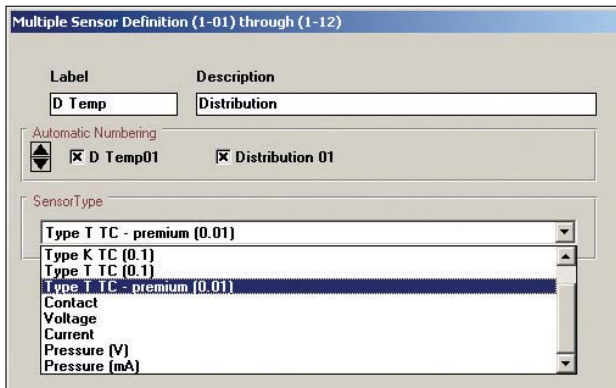 Multiple Sensor Definition (1-01) through (1-12)
Label Description
D Temp Distribution
Automatic Numbering
D Temp01 Distribution 01
SensorType
Type T TC - premium (0.01)
Type K TC (0.1)
Type T TC (0.1)
Type T TC - premium (0.01)
Contact
Voltage
Current
Pressure (V)
Pressure (mA)